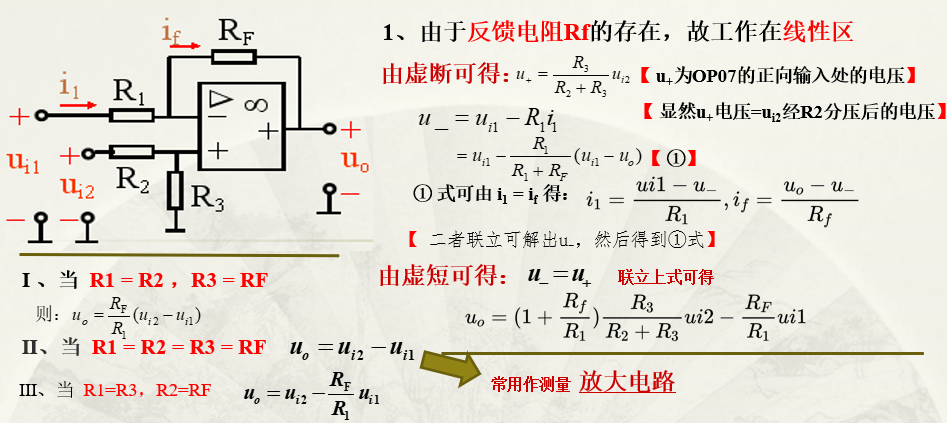 i_f R_F
i_1
R_1
▷ ∞
+ − + +
u_{i1} + R_2 + u_o
u_{i2} R_3
− − −
I 、当 R1 = R2 ，R3 = RF
则: u_o = \frac{R_F}{R_1}(u_{i2} − u_{i1})
II、当 R1 = R2 = R3 = RF u_o = u_{i2} − u_{i1}
III、当 R1=R3，R2=RF u_o = u_{i2} − \frac{R_F}{R_1} u_{i1}
1、由于反馈电阻Rf的存在，故工作在线性区
由虚断可得: u_+ = \frac{R_3}{R_2 + R_3} u_{i2} 【 u_+为OP07的正向输入处的电压】
【 显然u_+电压=u_{i2}经R2分压后的电压】
u_− = u_{i1} − R_1 i_1
= u_{i1} − \frac{R_1}{R_1 + R_F}(u_{i1} − u_o) 【 ①】
① 式可由 i_1 = i_f 得: i_1 = \frac{ui1 − u_−}{R_1}, i_f = \frac{u_o − u_−}{R_f}
【 二者联立可解出u_−，然后得到①式】
由虚短可得: u_− = u_+ 联立上式可得
u_o = (1 + \frac{R_f}{R_1})\frac{R_3}{R_2 + R_3} ui2 − \frac{R_F}{R_1} ui1
常用作测量 放大电路